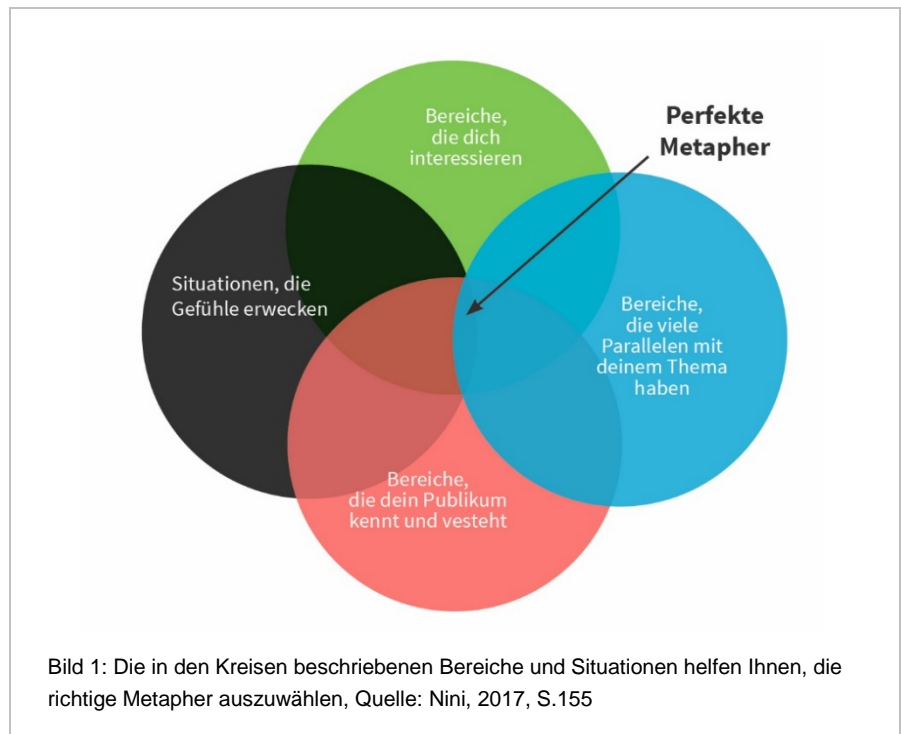 Bereiche,
die dich
interessieren
Perfekte
Metapher
Situationen, die
Gefühle erwecken
Bereiche,
die viele
Parallelen mit
deinem Thema
haben
Bereiche,
die dein Publikum
kennt und vesteht
Bild 1: Die in den Kreisen beschriebenen Bereiche und Situationen helfen Ihnen, die
richtige Metapher auszuwählen, Quelle: Nini, 2017, S.155